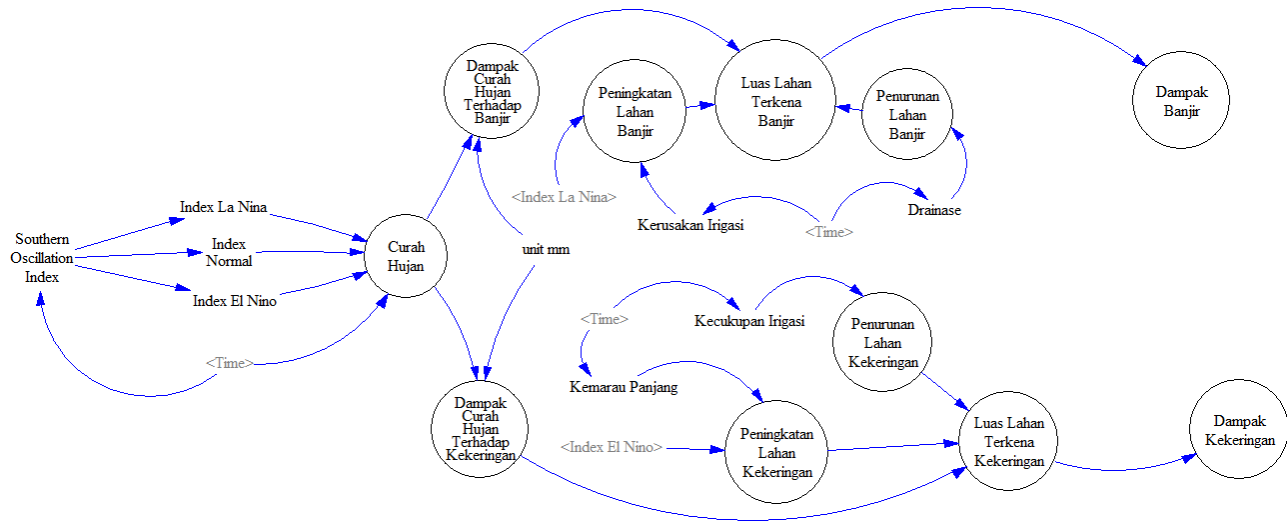 Dampak
Curah
Hujan
Terhadap
Banjir
Peningkatan
Lahan
Banjir
Luas Lahan
Terkena
Banjir
Penurunan
Lahan
Banjir
Dampak
Banjir
<Index La Nina>
Kerusakan Irigasi
<Time>
Drainase
Southern
Oscillation
Index
Index La Nina
Index
Normal
Index El Nino
Curah
Hujan
unit mm
<Time>
<Time>
Kecukupan Irigasi
Penurunan
Lahan
Kekeringan
Kemarau Panjang
Dampak
Curah
Hujan
Terhadap
Kekeringan
<Index El Nino>
Peningkatan
Lahan
Kekeringan
Luas Lahan
Terkena
Kekeringan
Dampak
Kekeringan